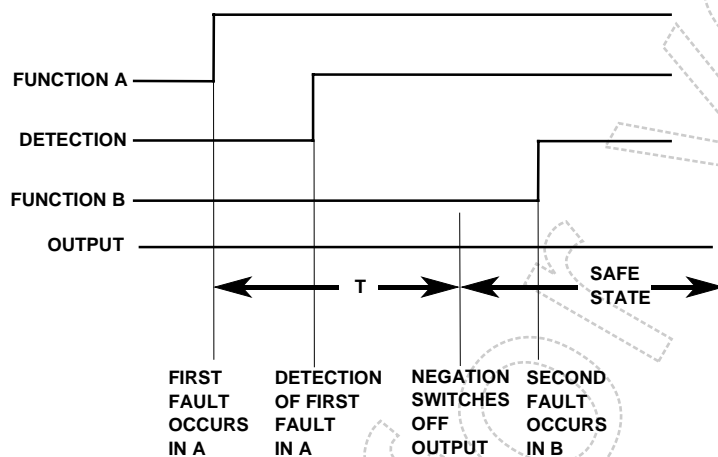 FUNCTION A
DETECTION
FUNCTION B
OUTPUT
T
SAFE
STATE
FIRST
FAULT
OCCURS
IN A
DETECTION
OF FIRST
FAULT
IN A
NEGATION
SWITCHES
OFF
OUTPUT
SECOND
FAULT
OCCURS
IN B